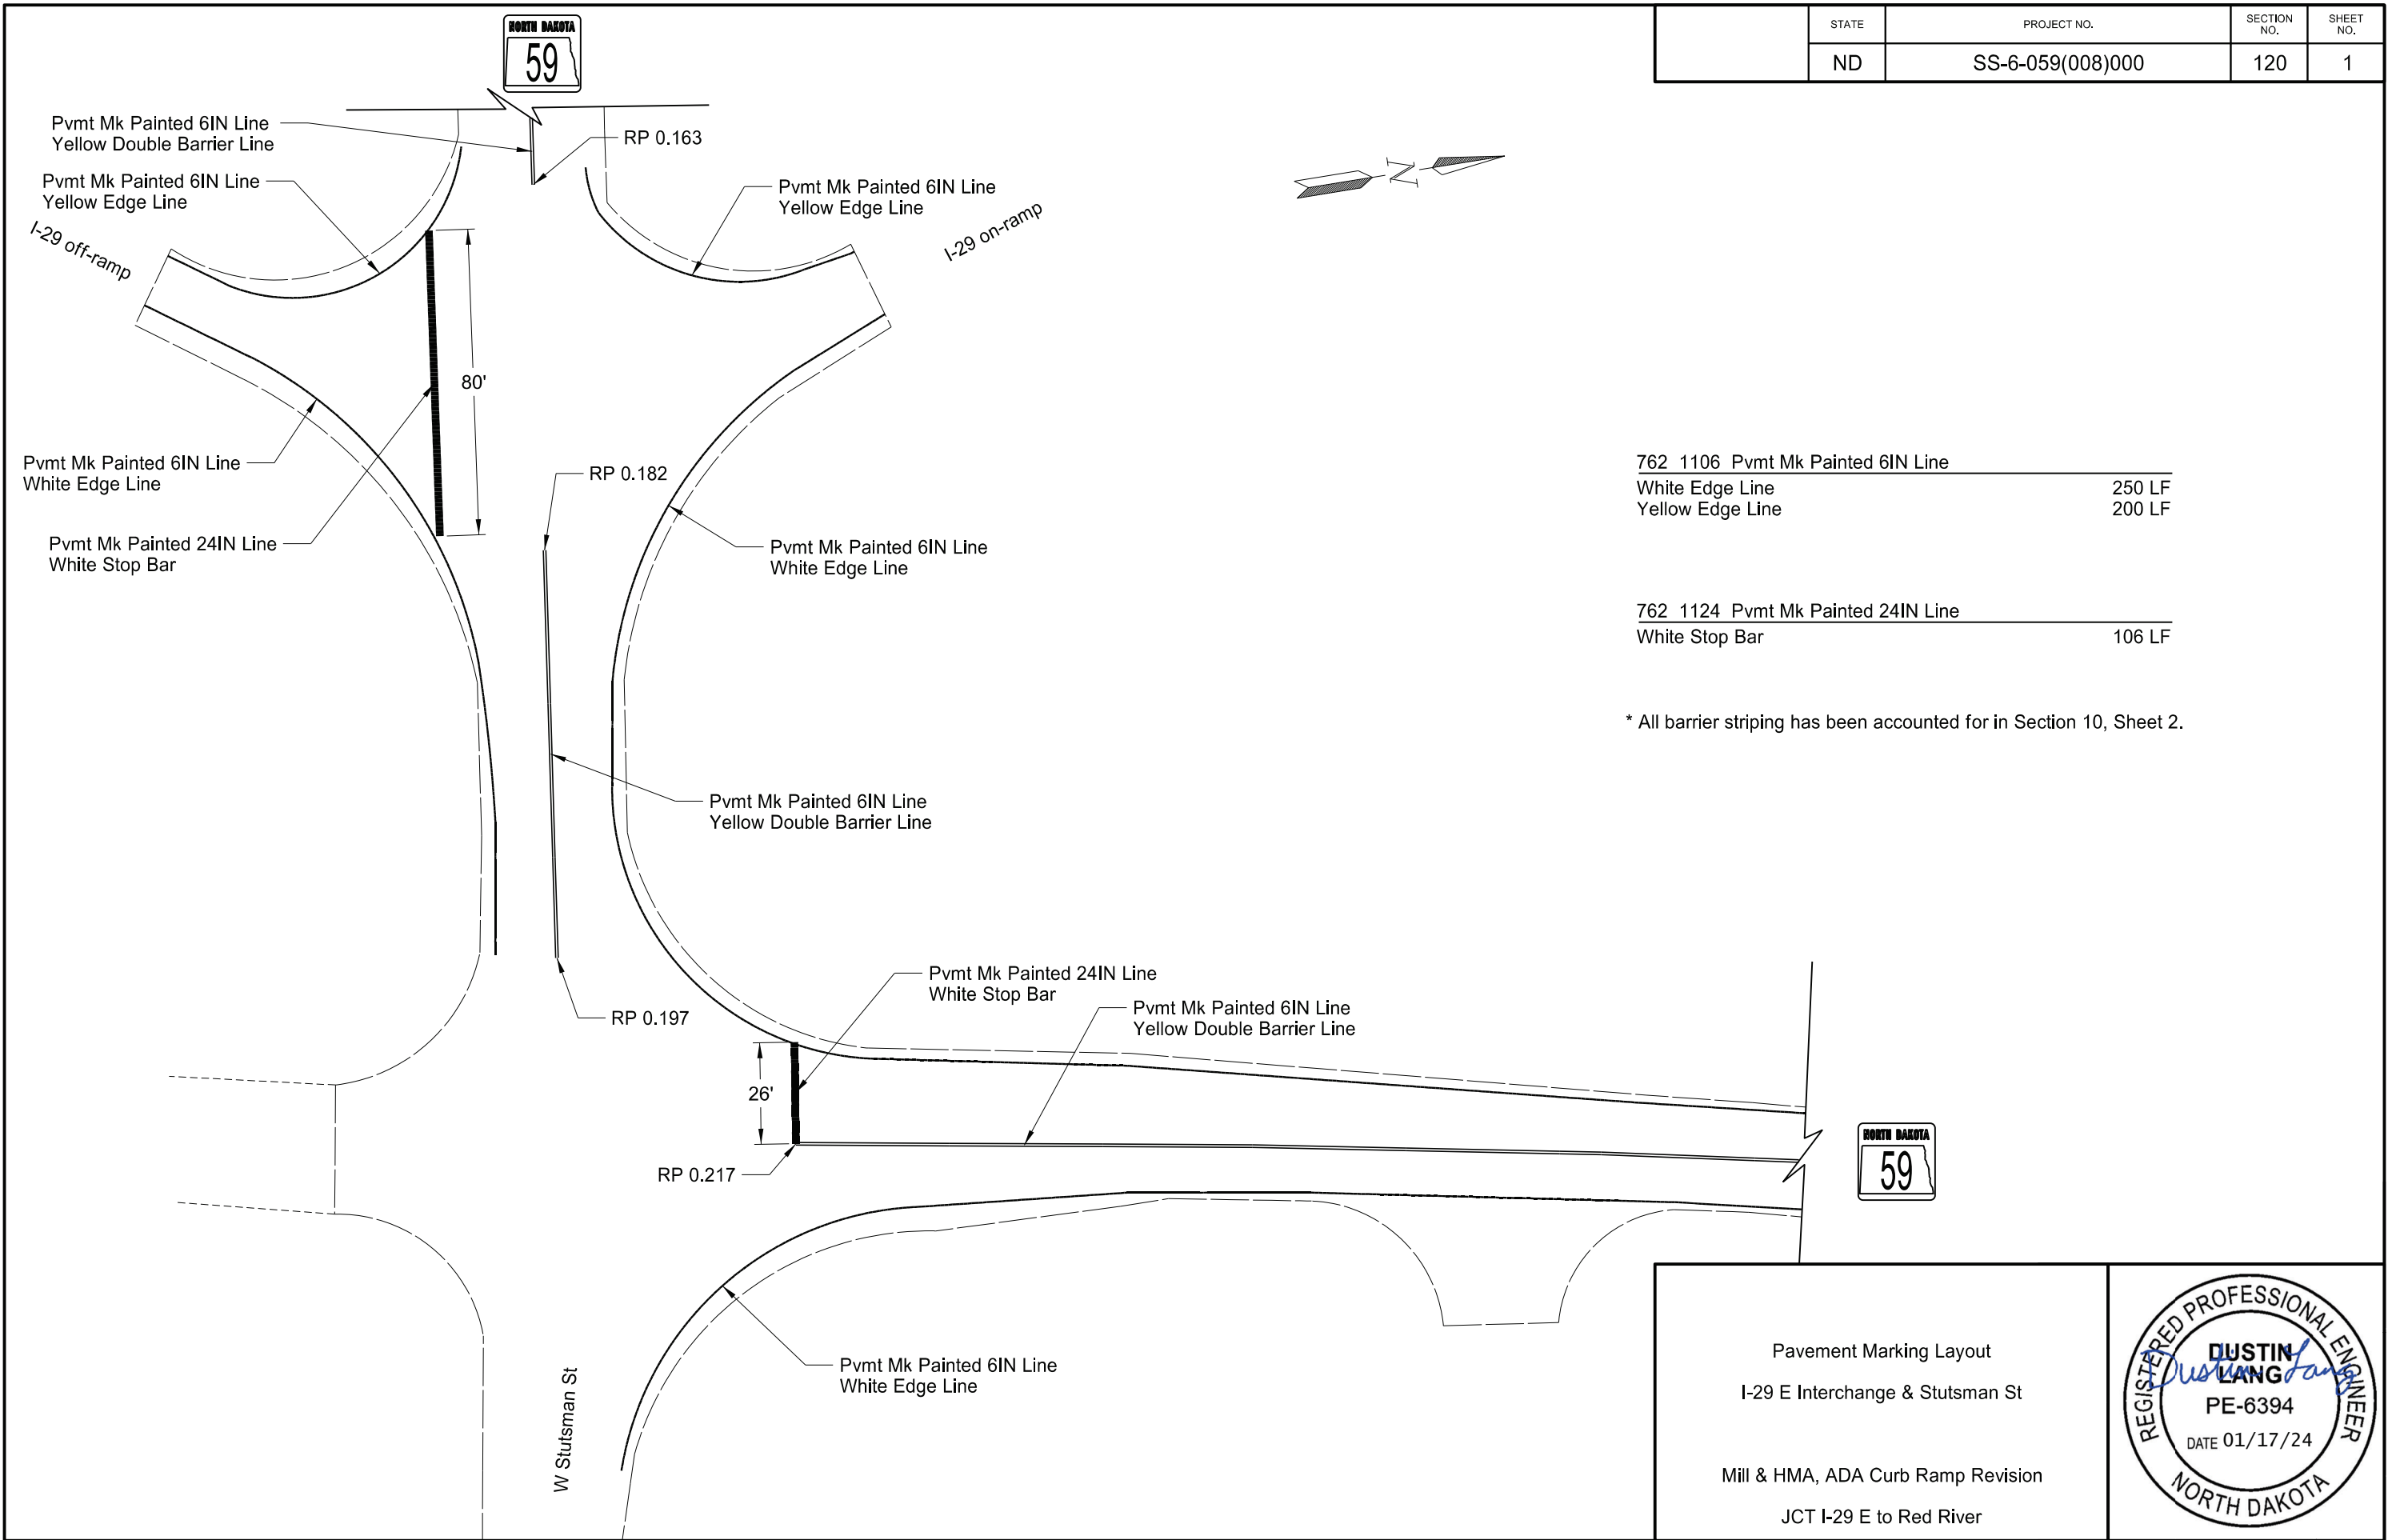 STATE
PROJECT NO.
SECTION NO.
SHEET NO.
ND
SS-6-059(008)000
120
1
NORTH DAKOTA
59
Pvmt Mk Painted 6IN Line
Yellow Double Barrier Line
RP 0.163
Pvmt Mk Painted 6IN Line
Yellow Edge Line
Pvmt Mk Painted 6IN Line
Yellow Edge Line
I-29 off-ramp
I-29 on-ramp
N
80'
Pvmt Mk Painted 6IN Line
White Edge Line
RP 0.182
Pvmt Mk Painted 24IN Line
White Stop Bar
Pvmt Mk Painted 6IN Line
White Edge Line
762 1106 Pvmt Mk Painted 6IN Line
White Edge Line 250 LF
Yellow Edge Line 200 LF
762 1124 Pvmt Mk Painted 24IN Line
White Stop Bar 106 LF
* All barrier striping has been accounted for in Section 10, Sheet 2.
Pvmt Mk Painted 6IN Line
Yellow Double Barrier Line
Pvmt Mk Painted 24IN Line
White Stop Bar
Pvmt Mk Painted 6IN Line
Yellow Double Barrier Line
RP 0.197
26'
RP 0.217
NORTH DAKOTA
59
Pvmt Mk Painted 6IN Line
White Edge Line
W Stutsman St
Pavement Marking Layout
I-29 E Interchange & Stutsman St
Mill & HMA, ADA Curb Ramp Revision
JCT I-29 E to Red River
REGISTERED PROFESSIONAL ENGINEER
DUSTIN
LANG
Dustin Lang
PE-6394
DATE 01/17/24
NORTH DAKOTA